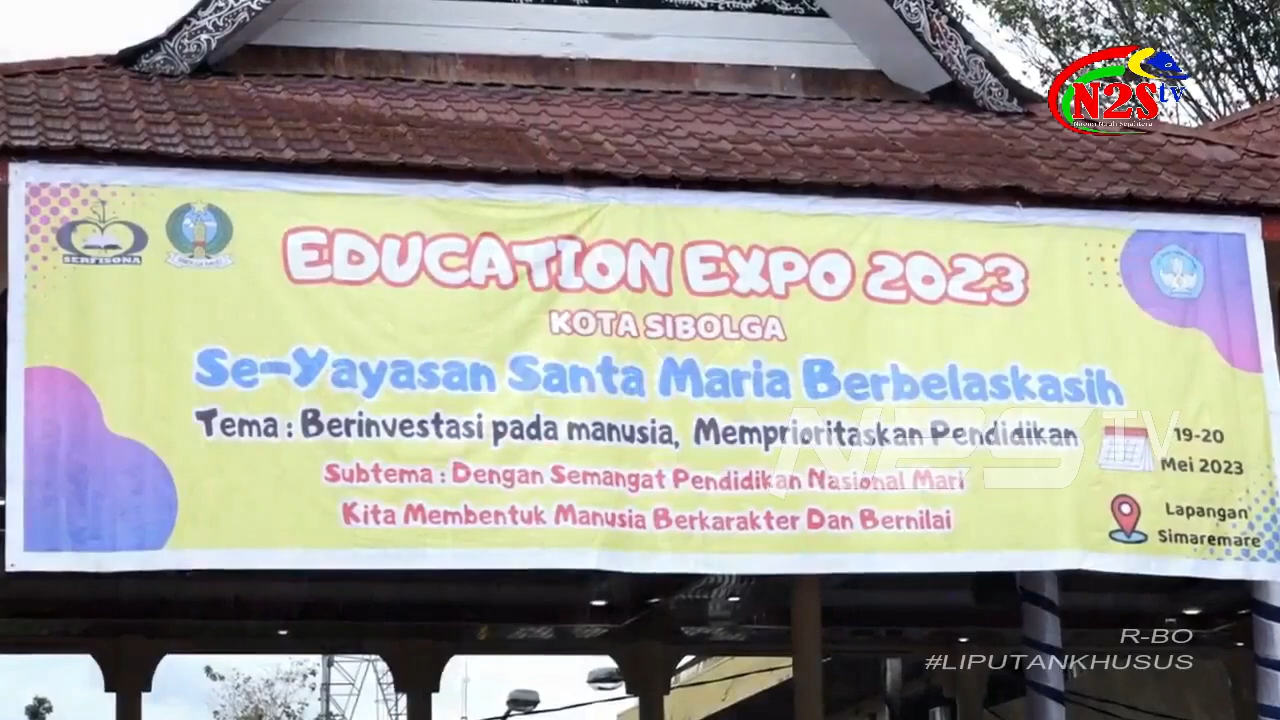 N2S tv
SERFISONA
EDUCATION EXPO 2023
KOTA SIBOLGA
Se-Yayasan Santa Maria Berbelaskasih
Tema : Berinvestasi pada manusia, Memprioritaskan Pendidikan
Subtema : Dengan Semangat Pendidikan Nasional Mari
Kita Membentuk Manusia Berkarakter Dan Bernilai
19-20
Mei 2023
Lapangan
Simaremare
N2STV
R-BO
#LIPUTANKHUSUS